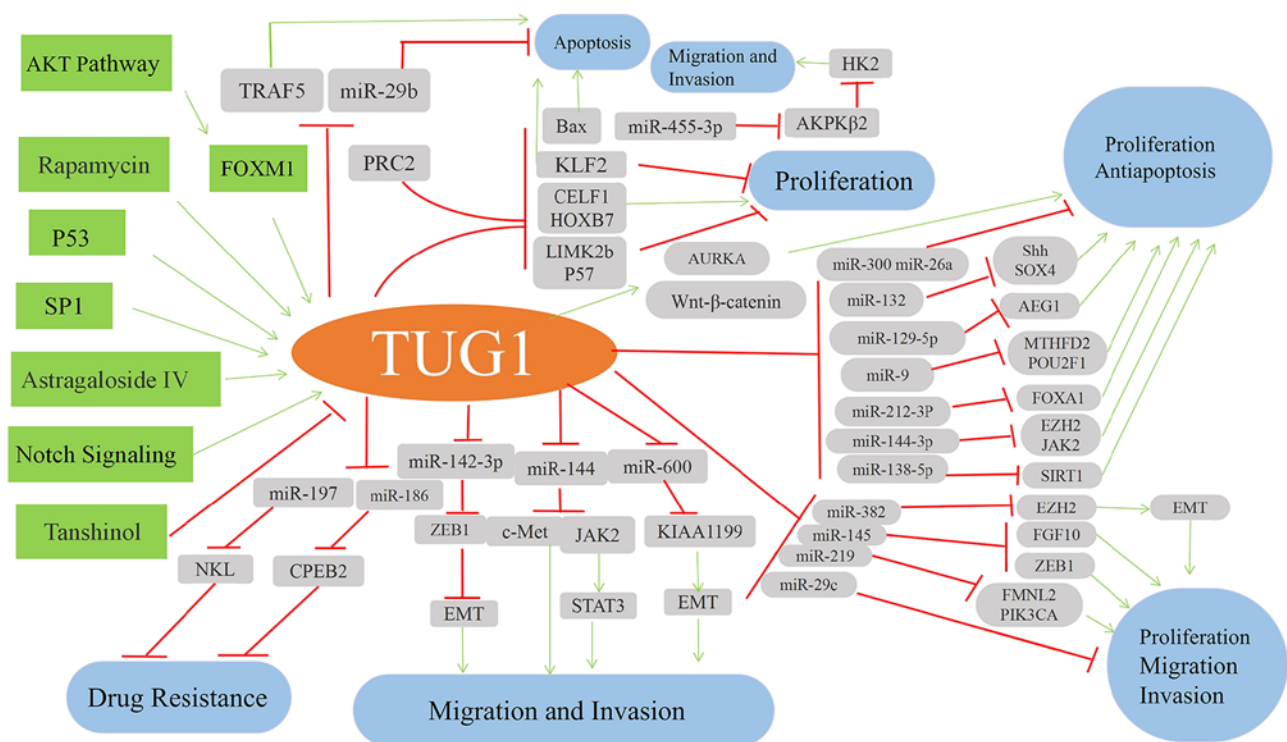 AKT Pathway
Rapamycin
FOXM1
P53
SP1
Astragaloside IV
Notch Signaling
Tanshinol
TRAF5
miR-29b
PRC2
Apoptosis
Migration and
Invasion
HK2
Bax
miR-455-3p
AKPKβ2
KLF2
CELF1
HOXB7
LIMK2b
P57
Proliferation
AURKA
Wnt-β-catenin
TUG1
Proliferation
Antiapoptosis
miR-300 miR-26a
miR-132
miR-129-5p
miR-9
miR-212-3P
miR-144-3p
miR-138-5p
Shh
SOX4
AEG1
MTHFD2
POU2F1
FOXA1
EZH2
JAK2
SIRT1
miR-382
miR-145
miR-219
miR-29c
EZH2
EMT
FGF10
ZEB1
FMNL2
PIK3CA
Proliferation
Migration
Invasion
miR-197
miR-186
miR-142-3p
miR-144
miR-600
NKL
CPEB2
ZEB1
c-Met
JAK2
KIAA1199
EMT
STAT3
EMT
Drug Resistance
Migration and Invasion